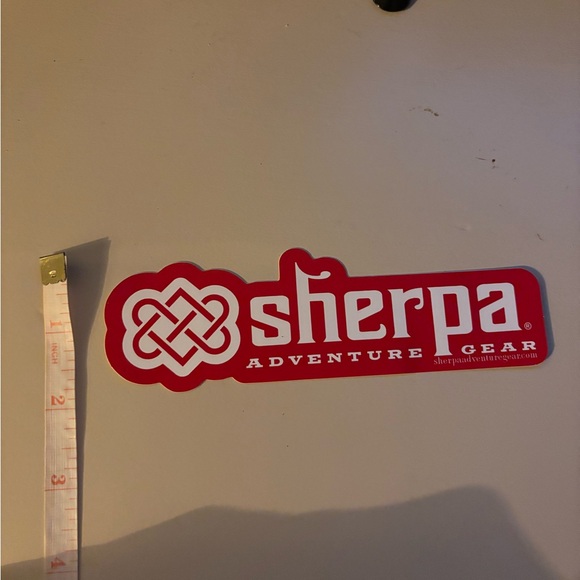 sherpa®
ADVENTURE GEAR
sherpaadventuregear.com
1
INCH
2
3
4